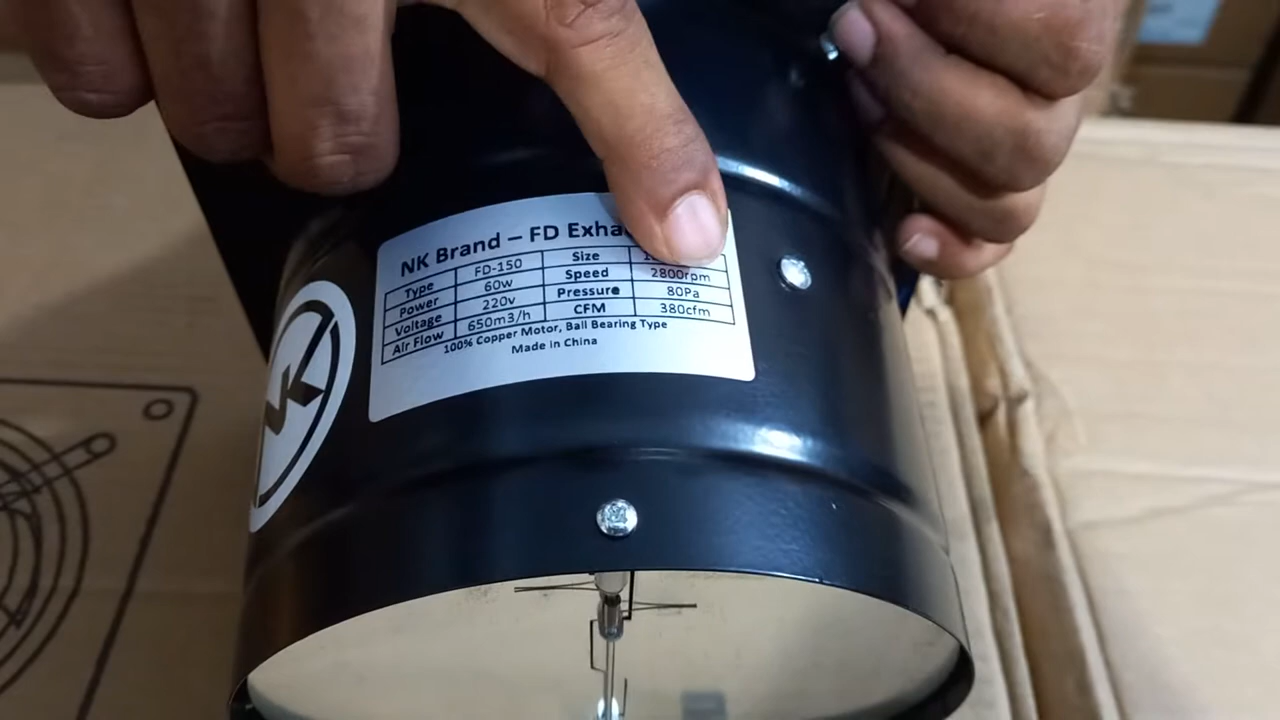 NK Brand – FD Exha
Type FD-150 Size
Power 60w Speed 2800rpm
Voltage 220v Pressure 80Pa
Air Flow 650m3/h CFM 380cfm
100% Copper Motor, Ball Bearing Type
Made in China
NK